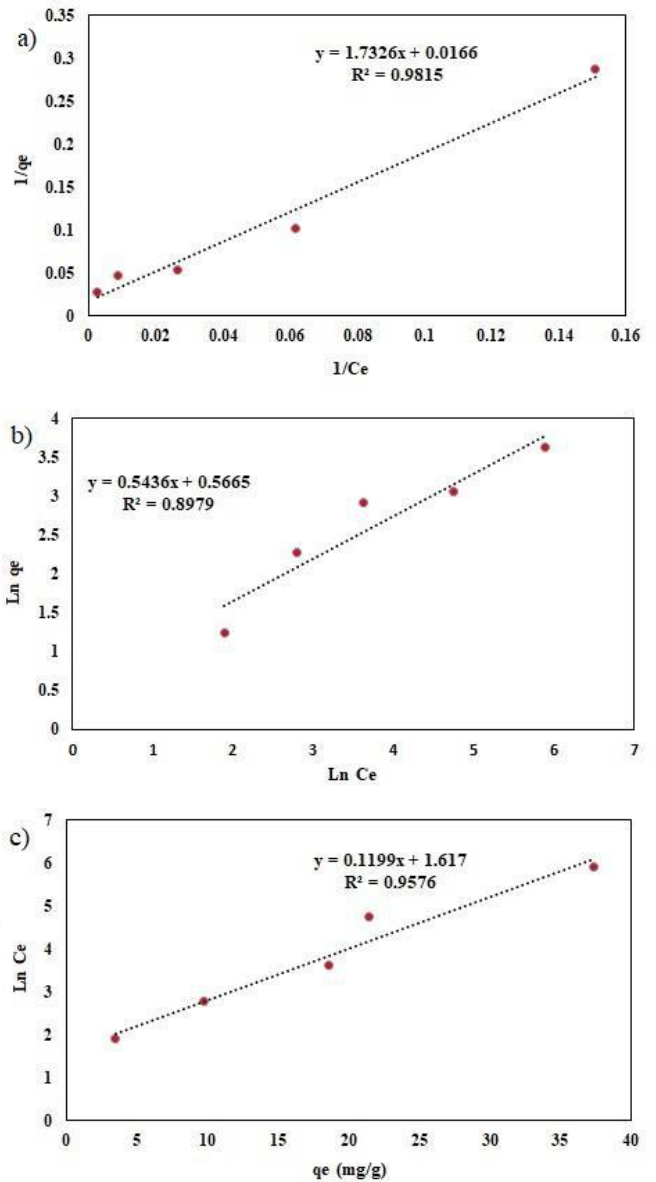 a)
0.35
0.3
0.25
0.2
0.15
0.1
0.05
0
y = 1.7326x + 0.0166
R² = 0.9815
1/qe
0 0.02 0.04 0.06 0.08 0.1 0.12 0.14 0.16
1/Ce
b)
4
3.5
3
2.5
2
1.5
1
0.5
0
y = 0.5436x + 0.5665
R² = 0.8979
Ln qe
0 1 2 3 4 5 6 7
Ln Ce
c)
7
6
5
4
3
2
1
0
y = 0.1199x + 1.617
R² = 0.9576
Ln Ce
0 5 10 15 20 25 30 35 40
qe (mg/g)